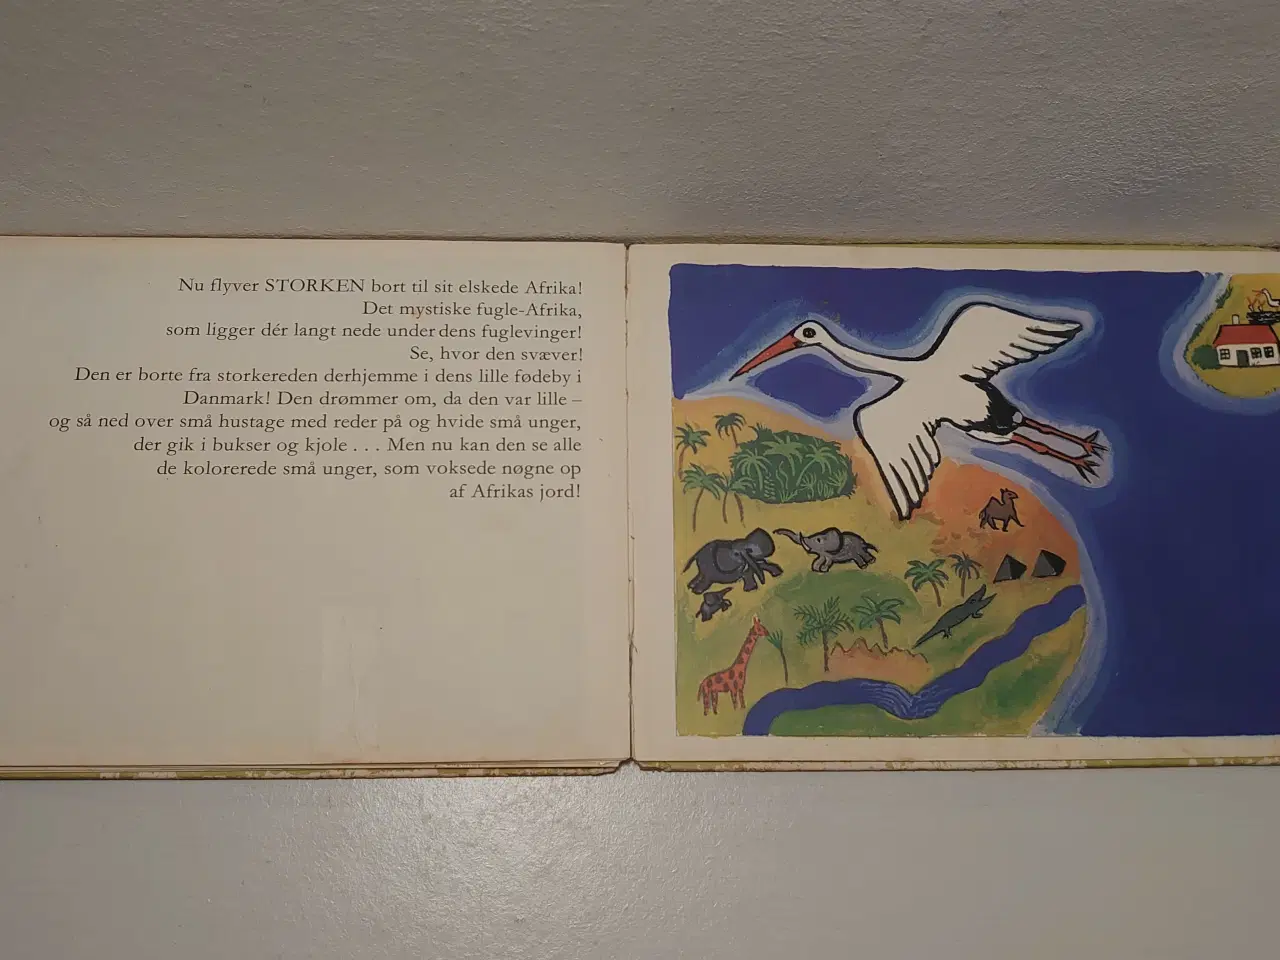 Nu flyver STORKEN bort til sit elskede Afrika!
Det mystiske fugle-Afrika,
som ligger dér langt nede under dens fuglevinger!
Se, hvor den svæver!
Den er borte fra storkereden derhjemme i dens lille fødeby i
Danmark! Den drømmer om, da den var lille –
og så ned over små hustage med reder på og hvide små unger,
der gik i bukser og kjole . . . Men nu kan den se alle
de kolorerede små unger, som voksede nøgne op
af Afrikas jord!